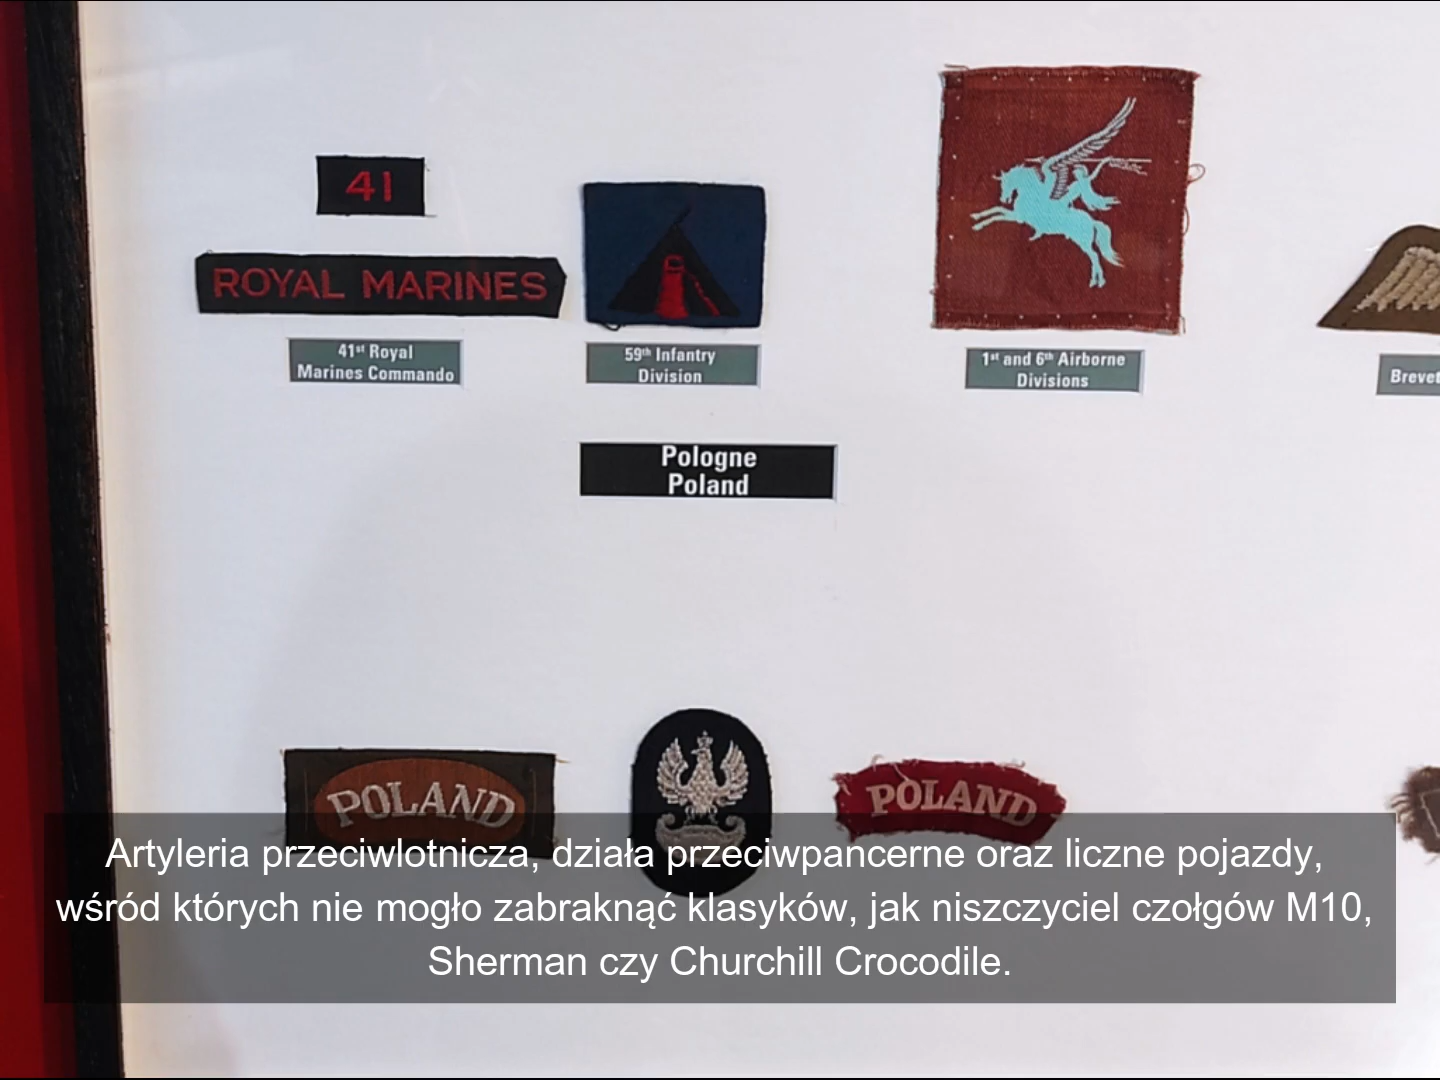 41
ROYAL MARINES
41st Royal
Marines Commando
59th Infantry
Division
1st and 6th Airborne
Divisions
Brevet
Pologne
Poland
POLAND
POLAND
Artyleria przeciwlotnicza, działa przeciwpancerne oraz liczne pojazdy,
wśród których nie mogło zabraknąć klasyków, jak niszczyciel czołgów M10,
Sherman czy Churchill Crocodile.